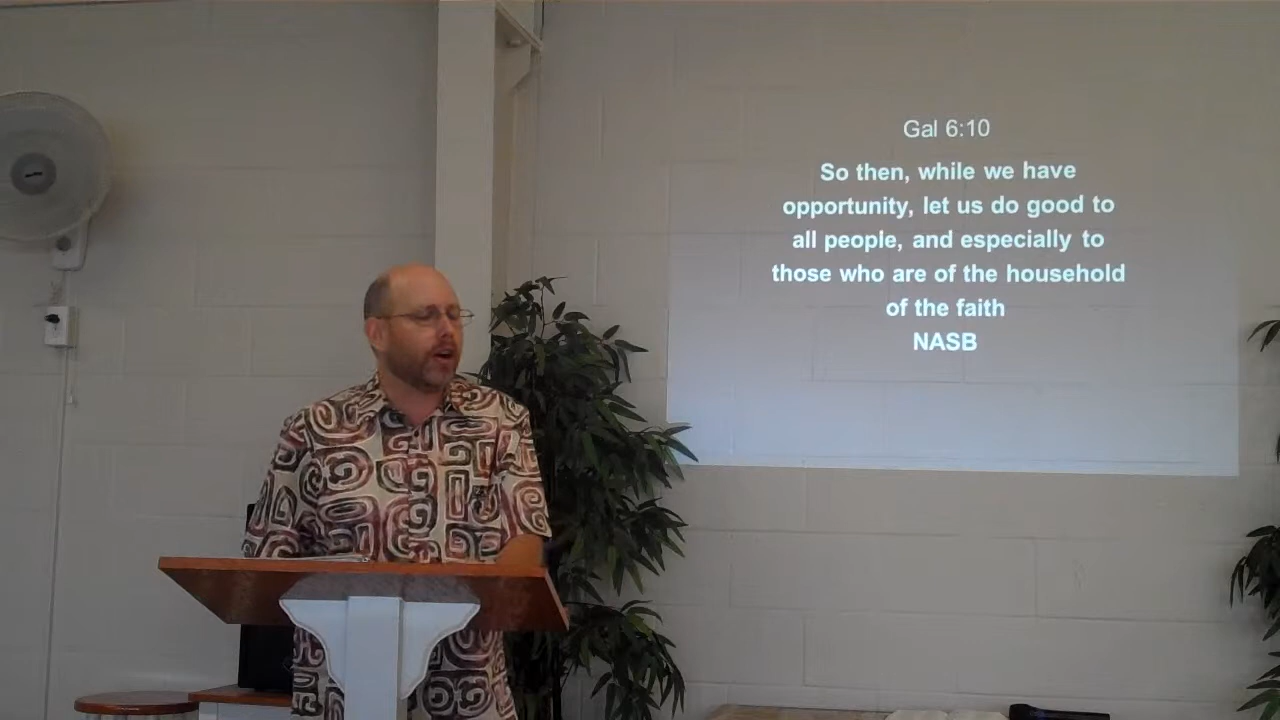 Gal 6:10
So then, while we have
opportunity, let us do good to
all people, and especially to
those who are of the household
of the faith
NASB